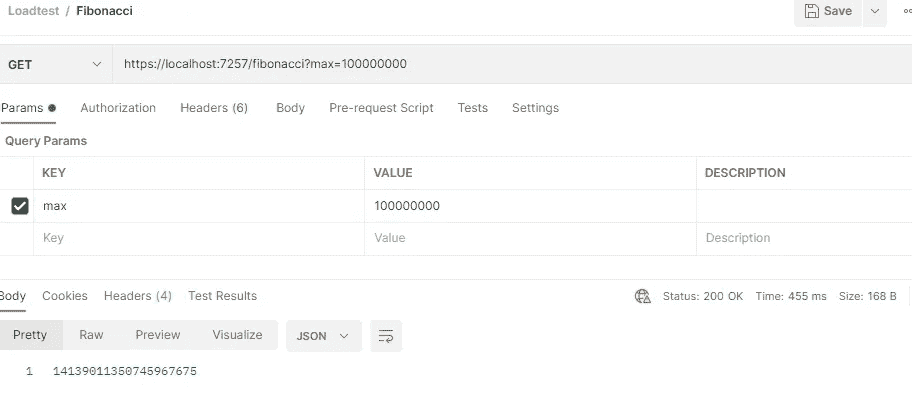 Loadtest / Fibonacci
Save
GET https://localhost:7257/fibonacci?max=100000000
Params Authorization Headers (6) Body Pre-request Script Tests Settings
Query Params
KEY VALUE DESCRIPTION
max 100000000
Key Value Description
Body Cookies Headers (4) Test Results Status: 200 OK Time: 455 ms Size: 168 B
Pretty Raw Preview Visualize JSON
1 14139011350745967675